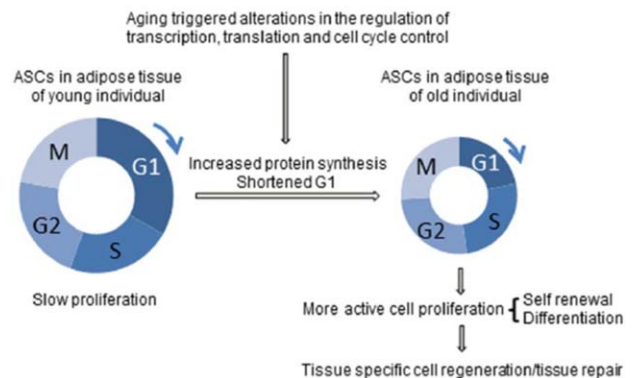 Aging triggered alterations in the regulation of
transcription, translation and cell cycle control
ASCs in adipose tissue
of young individual
ASCs in adipose tissue
of old individual
M
G1
G2
S
Increased protein synthesis
Shortened G1
M
G1
G2
S
Slow proliferation
More active cell proliferation
Self renewal
Differentiation
Tissue specific cell regeneration/tissue repair